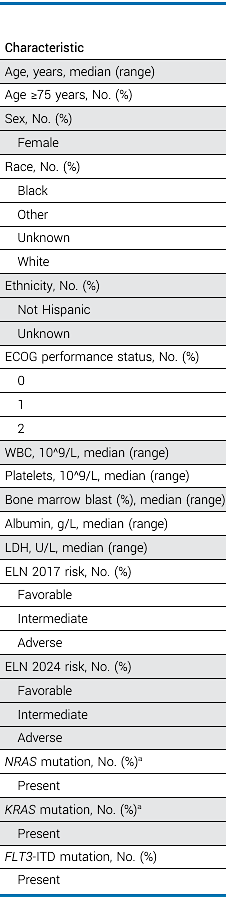 Characteristic
Age, years, median (range)
Age ≥75 years, No. (%)
Sex, No. (%)
Female
Race, No. (%)
Black
Other
Unknown
White
Ethnicity, No. (%)
Not Hispanic
Unknown
ECOG performance status, No. (%)
0
1
2
WBC, 10^9/L, median (range)
Platelets, 10^9/L, median (range)
Bone marrow blast (%), median (range)
Albumin, g/L, median (range)
LDH, U/L, median (range)
ELN 2017 risk, No. (%)
Favorable
Intermediate
Adverse
ELN 2024 risk, No. (%)
Favorable
Intermediate
Adverse
NRAS mutation, No. (%)ᵃ
Present
KRAS mutation, No. (%)ᵃ
Present
FLT3-ITD mutation, No. (%)
Present